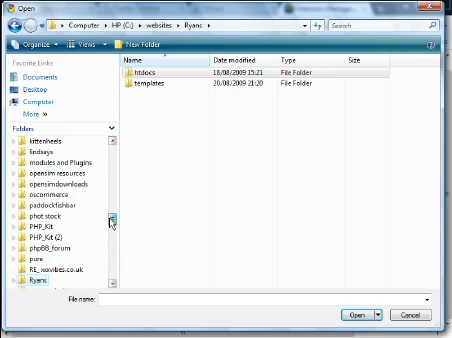 Open
Computer ▸ HP (C:) ▸ websites ▸ Ryans ▸
Search
Organize
Views
New Folder
Favorite Links
Documents
Desktop
Computer
More »
Folders
kittenheels
lindsays
modules and Plugins
opensim resources
opensimdownloads
oscommerce
paddockfishbar
phot stock
PHP_Kit
PHP_Kit (2)
phpBB_forum
pure
RE_xxxvibes.co.uk
Ryans
Name
Date modified
Type
Size
htdocs
18/08/2009 15:21
File Folder
templates
20/08/2009 21:20
File Folder
File name:
Open
Cancel